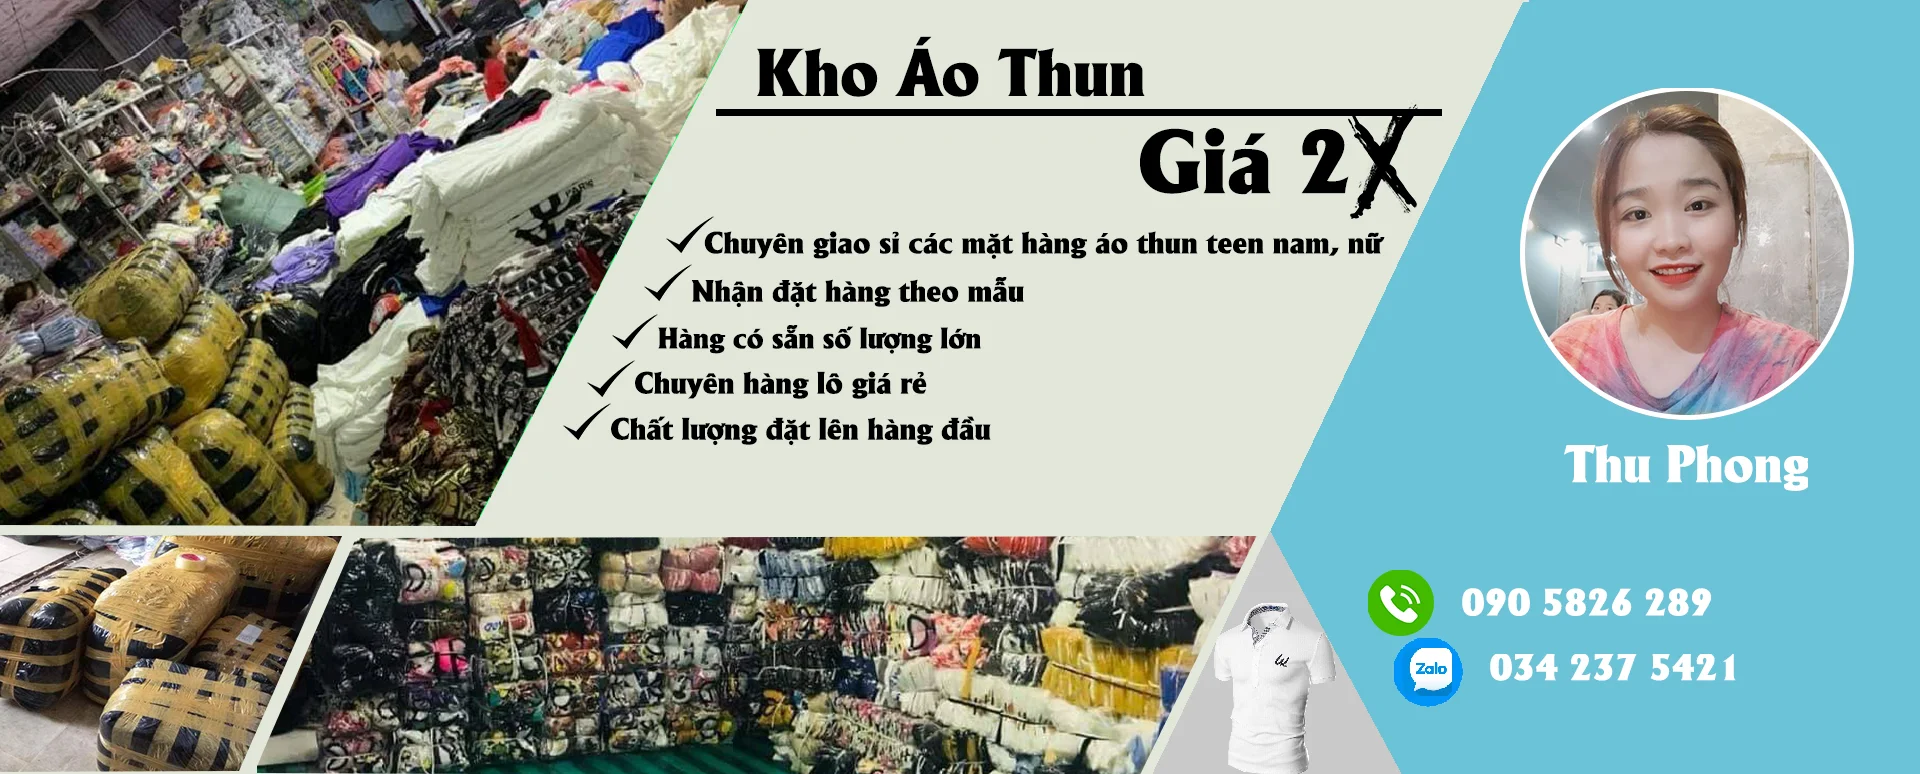 Kho Áo Thun
Giá 2X
Chuyên giao sỉ các mặt hàng áo thun teen nam, nữ
Nhận đặt hàng theo mẫu
Hàng có sẵn số lượng lớn
Chuyên hàng lô giá rẻ
Chất lượng đặt lên hàng đầu
Thu Phong
090 5826 289
Zalo
034 237 5421